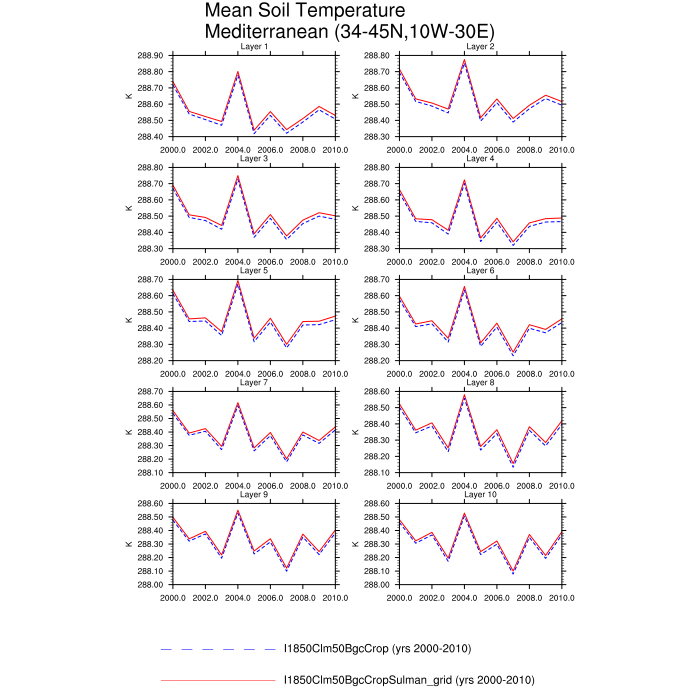 Mean Soil Temperature
Mediterranean (34-45N,10W-30E)
Layer 1
288.90
288.80
288.70
288.60
288.50
288.40
K
2000.0 2002.0 2004.0 2006.0 2008.0 2010.0
Layer 2
288.80
288.70
288.60
288.50
288.40
288.30
K
2000.0 2002.0 2004.0 2006.0 2008.0 2010.0
Layer 3
288.80
288.70
288.60
288.50
288.40
288.30
K
2000.0 2002.0 2004.0 2006.0 2008.0 2010.0
Layer 4
288.80
288.70
288.60
288.50
288.40
288.30
K
2000.0 2002.0 2004.0 2006.0 2008.0 2010.0
Layer 5
288.70
288.60
288.50
288.40
288.30
288.20
K
2000.0 2002.0 2004.0 2006.0 2008.0 2010.0
Layer 6
288.70
288.60
288.50
288.40
288.30
288.20
K
2000.0 2002.0 2004.0 2006.0 2008.0 2010.0
Layer 7
288.70
288.60
288.50
288.40
288.30
288.20
288.10
K
2000.0 2002.0 2004.0 2006.0 2008.0 2010.0
Layer 8
288.60
288.50
288.40
288.30
288.20
288.10
K
2000.0 2002.0 2004.0 2006.0 2008.0 2010.0
Layer 9
288.60
288.50
288.40
288.30
288.20
288.10
288.00
K
2000.0 2002.0 2004.0 2006.0 2008.0 2010.0
Layer 10
288.60
288.50
288.40
288.30
288.20
288.10
288.00
K
2000.0 2002.0 2004.0 2006.0 2008.0 2010.0
I1850Clm50BgcCrop (yrs 2000-2010)
I1850Clm50BgcCropSulman_grid (yrs 2000-2010)